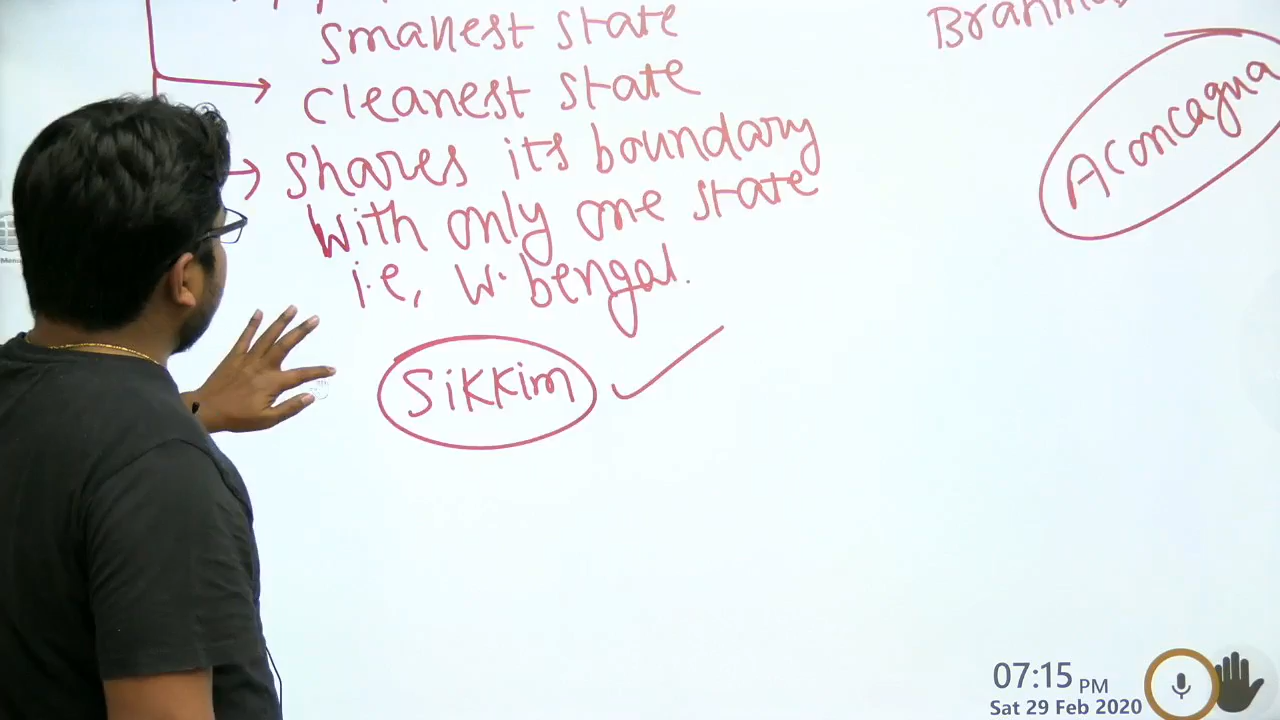 smallest state
cleanest state
shares its boundary
with only one state
i.e, W. bengal.
Sikkim
Aconcagua
07:15 PM
Sat 29 Feb 2020